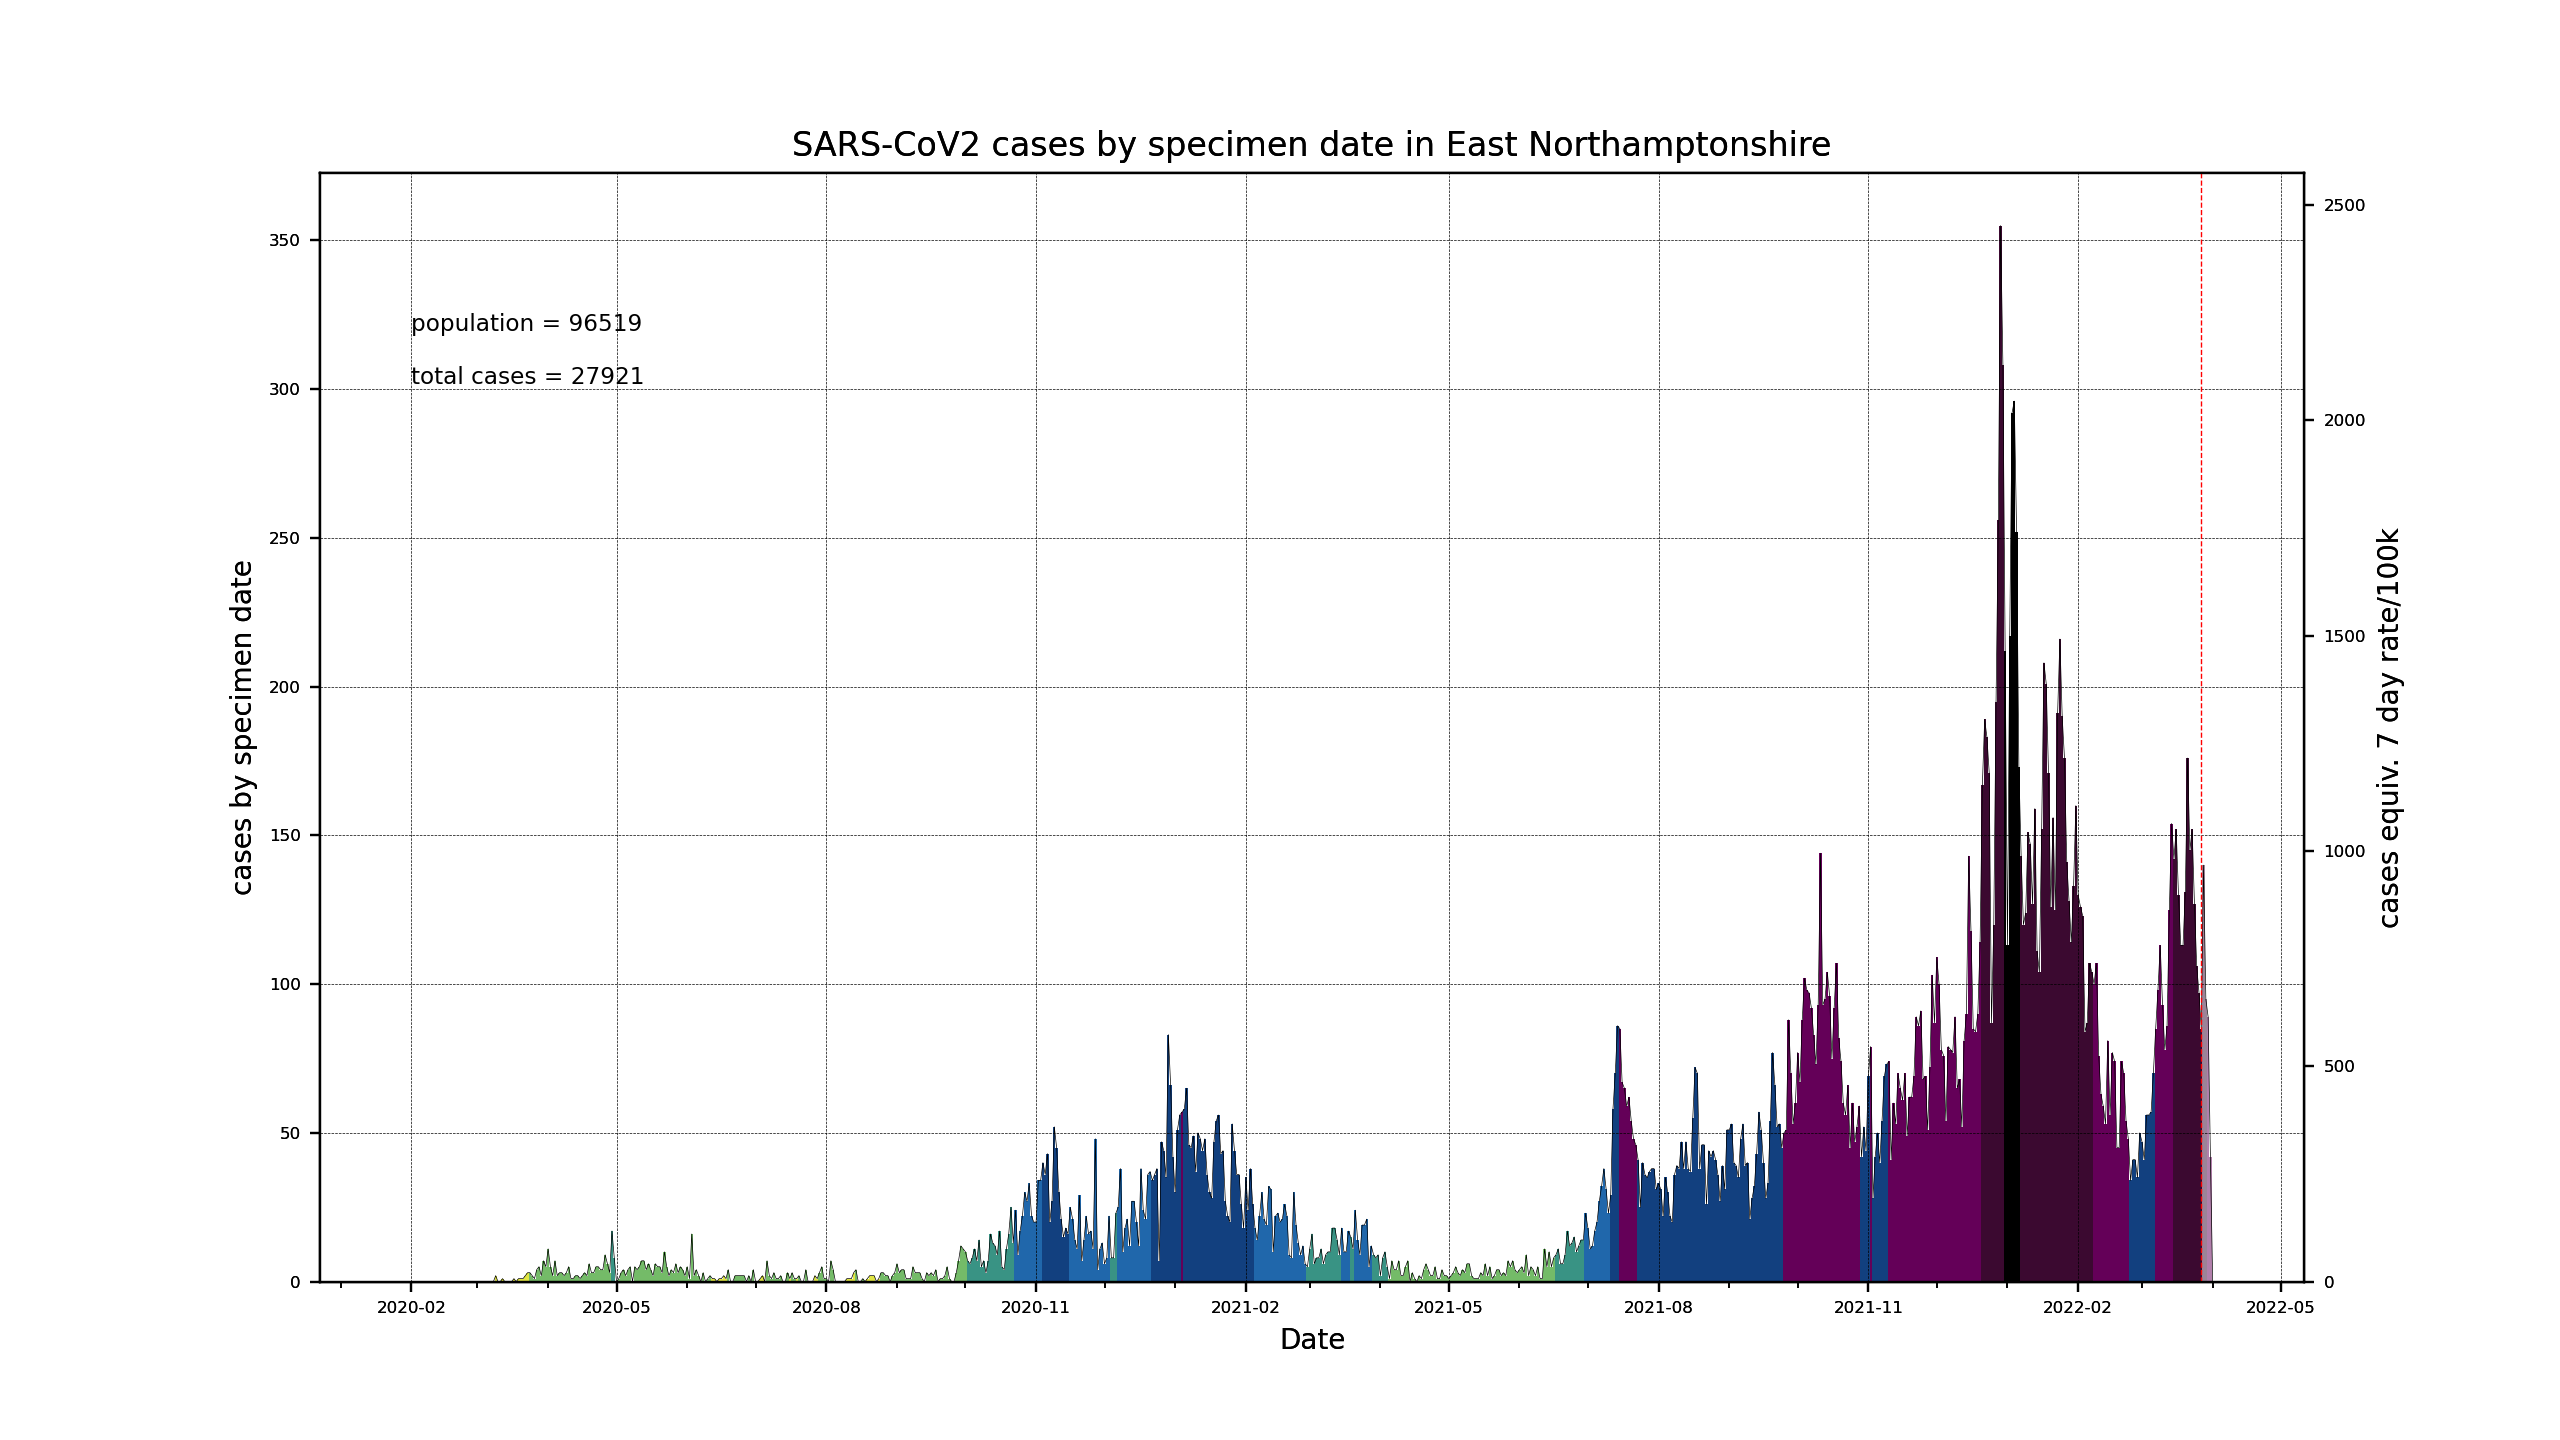 SARS-CoV2 cases by specimen date in East Northamptonshire
population = 96519
total cases = 27921
cases by specimen date
350
300
250
200
150
100
50
0
cases equiv. 7 day rate/100k
2500
2000
1500
1000
500
0
2020-02 2020-05 2020-08 2020-11 2021-02 2021-05 2021-08 2021-11 2022-02 2022-05
Date